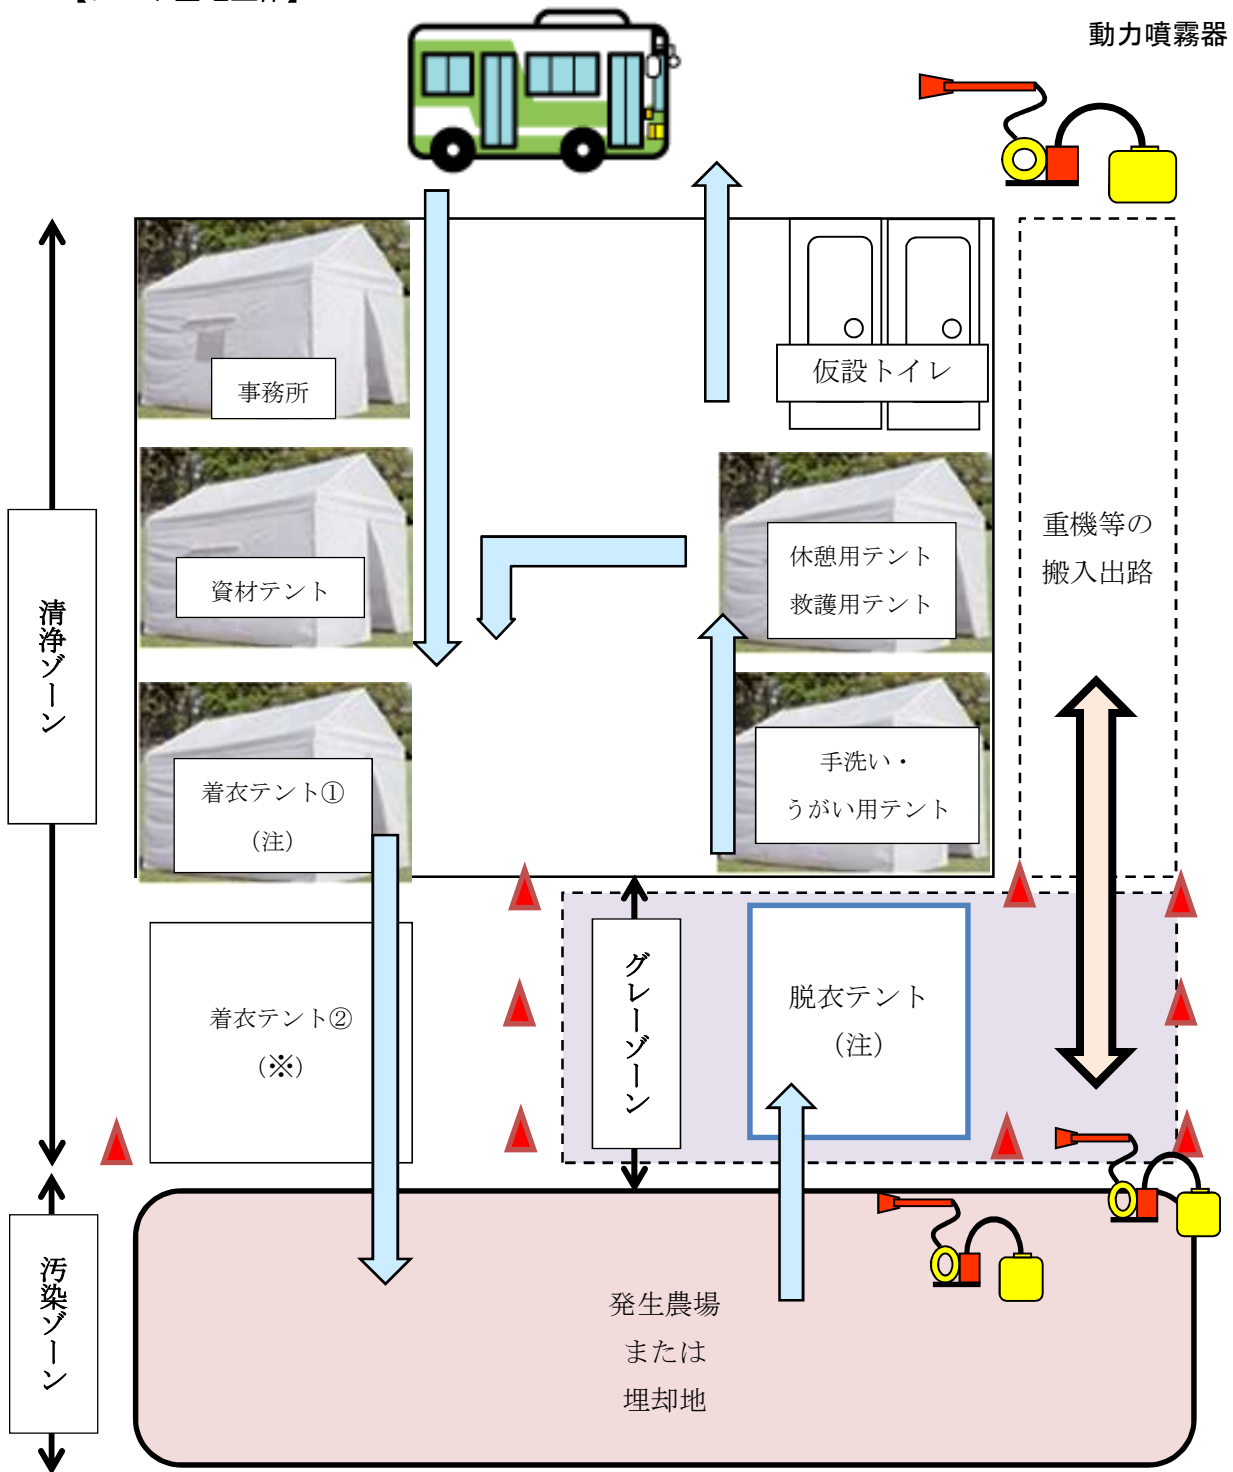 動力噴霧器
事務所
仮設トイレ
資材テント
休憩用テント
救護用テント
重機等の
搬入出路
清浄ゾーン
着衣テント①
（注）
手洗い・
うがい用テント
グレーゾーン
着衣テント②
（※）
脱衣テント
（注）
汚染ゾーン
発生農場
または
埋却地